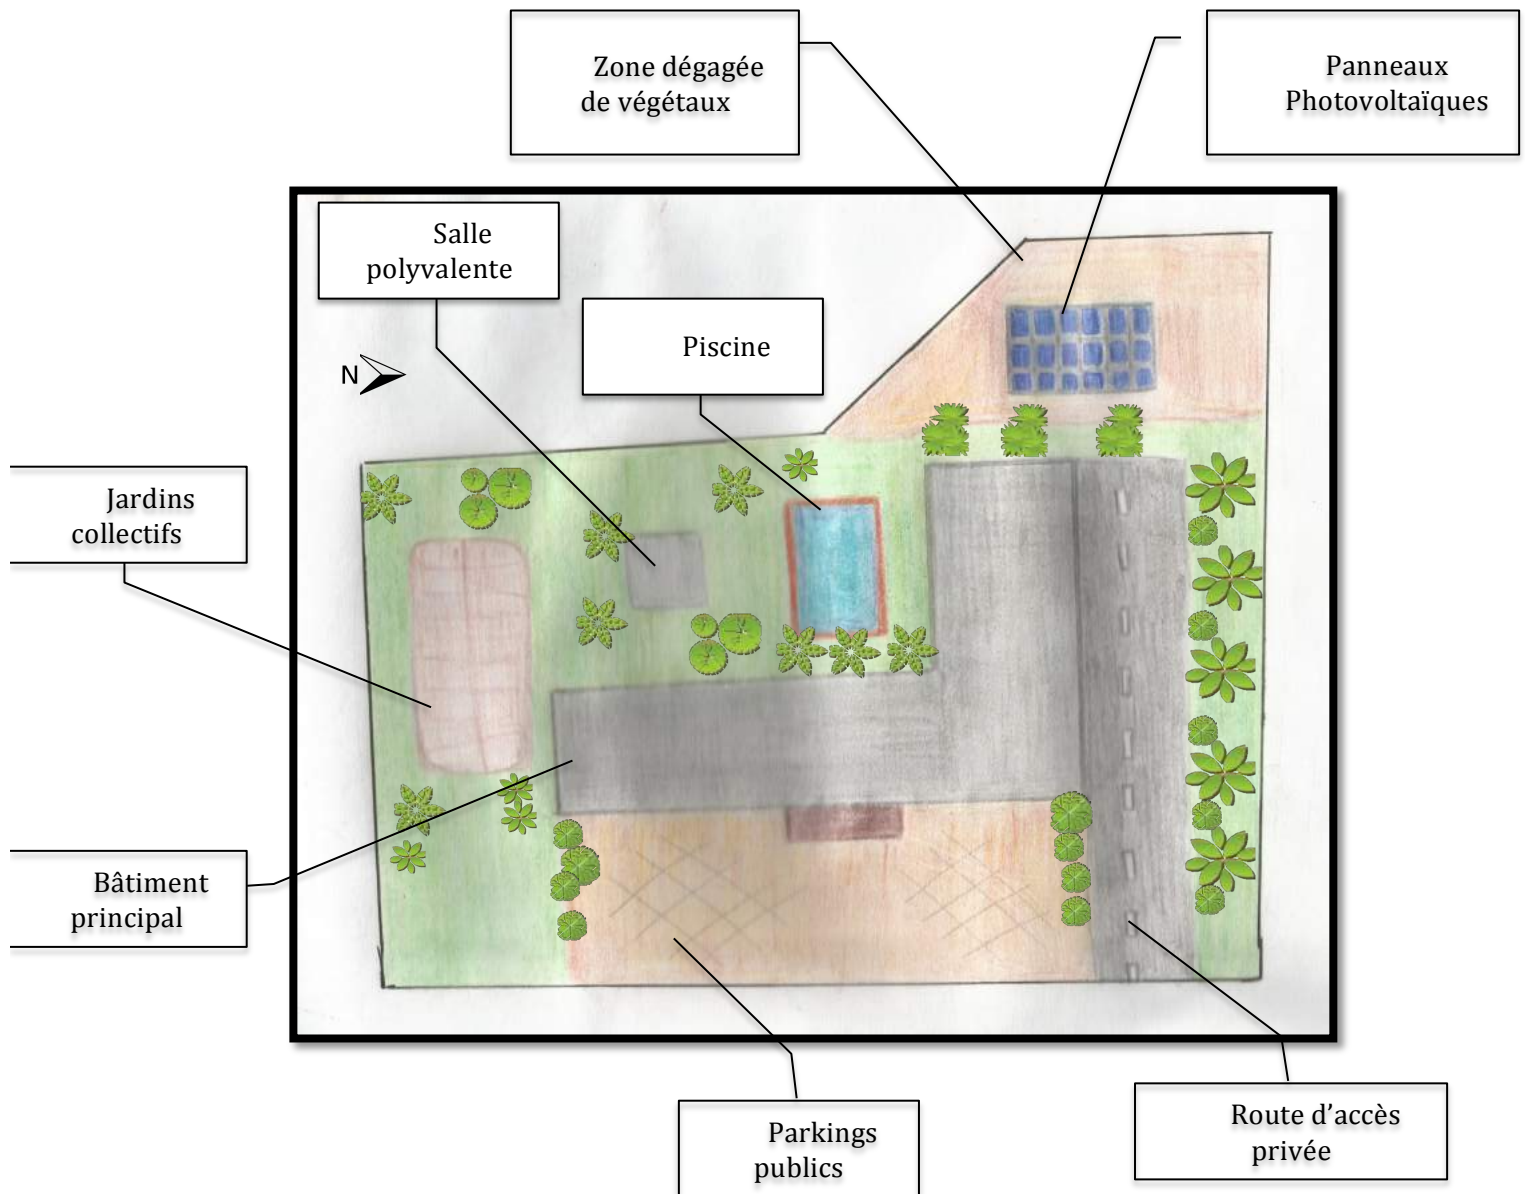 Zone dégagée
de végétaux
Panneaux
Photovoltaïques
Salle
polyvalente
Piscine
N
Jardins
collectifs
Bâtiment
principal
Parkings
publics
Route d’accès
privée